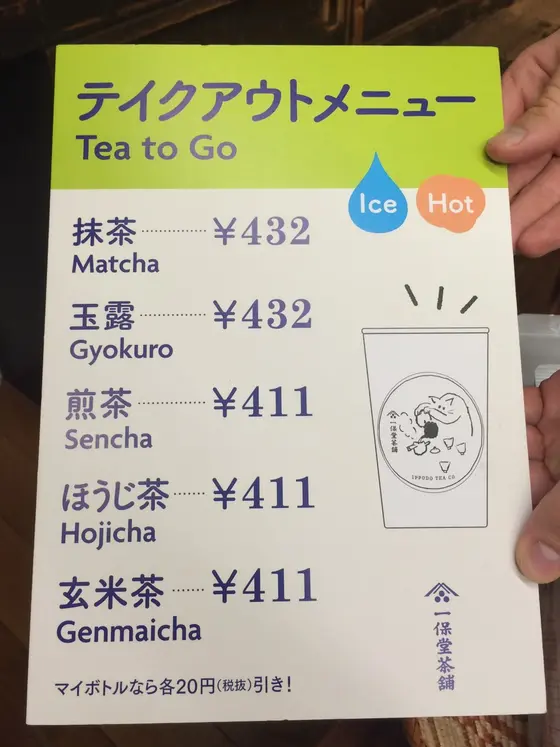 テイクアウトメニュー
Tea to Go
Ice
Hot
抹茶 ¥432
Matcha
玉露 ¥432
Gyokuro
煎茶 ¥411
Sencha
ほうじ茶 ¥411
Hojicha
玄米茶 ¥411
Genmaicha
一保堂茶舗
IPPODO TEA CO
一保堂茶舗
マイボトルなら各20円(税抜)引き!